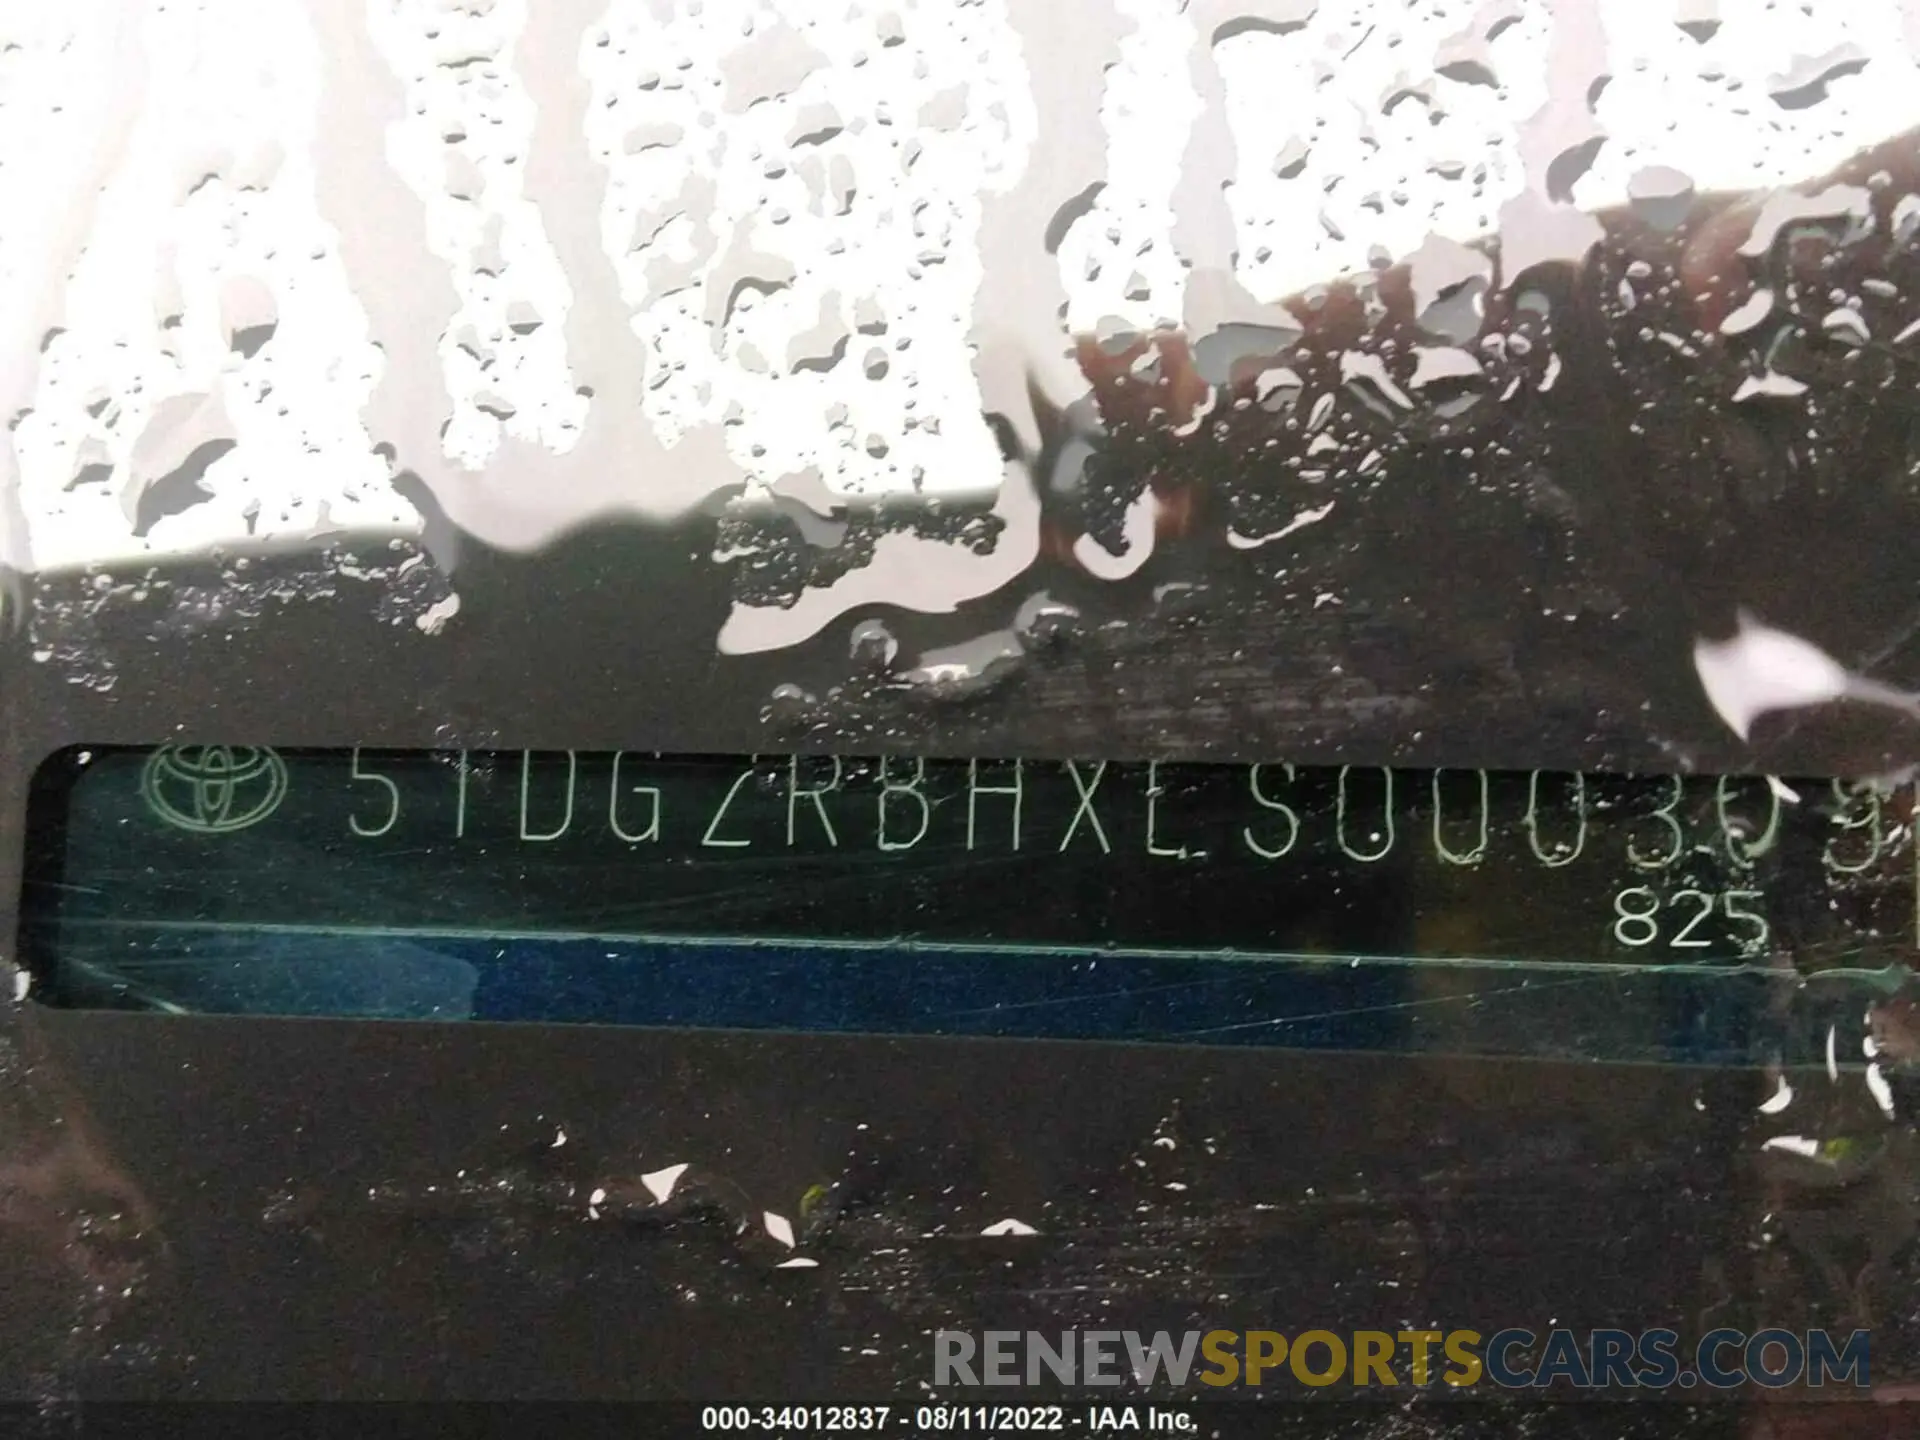 5TDGZRBHXLS000309
825
RENEWSPORTSCARS.COM
000-34012837 - 08/11/2022 - IAA Inc.